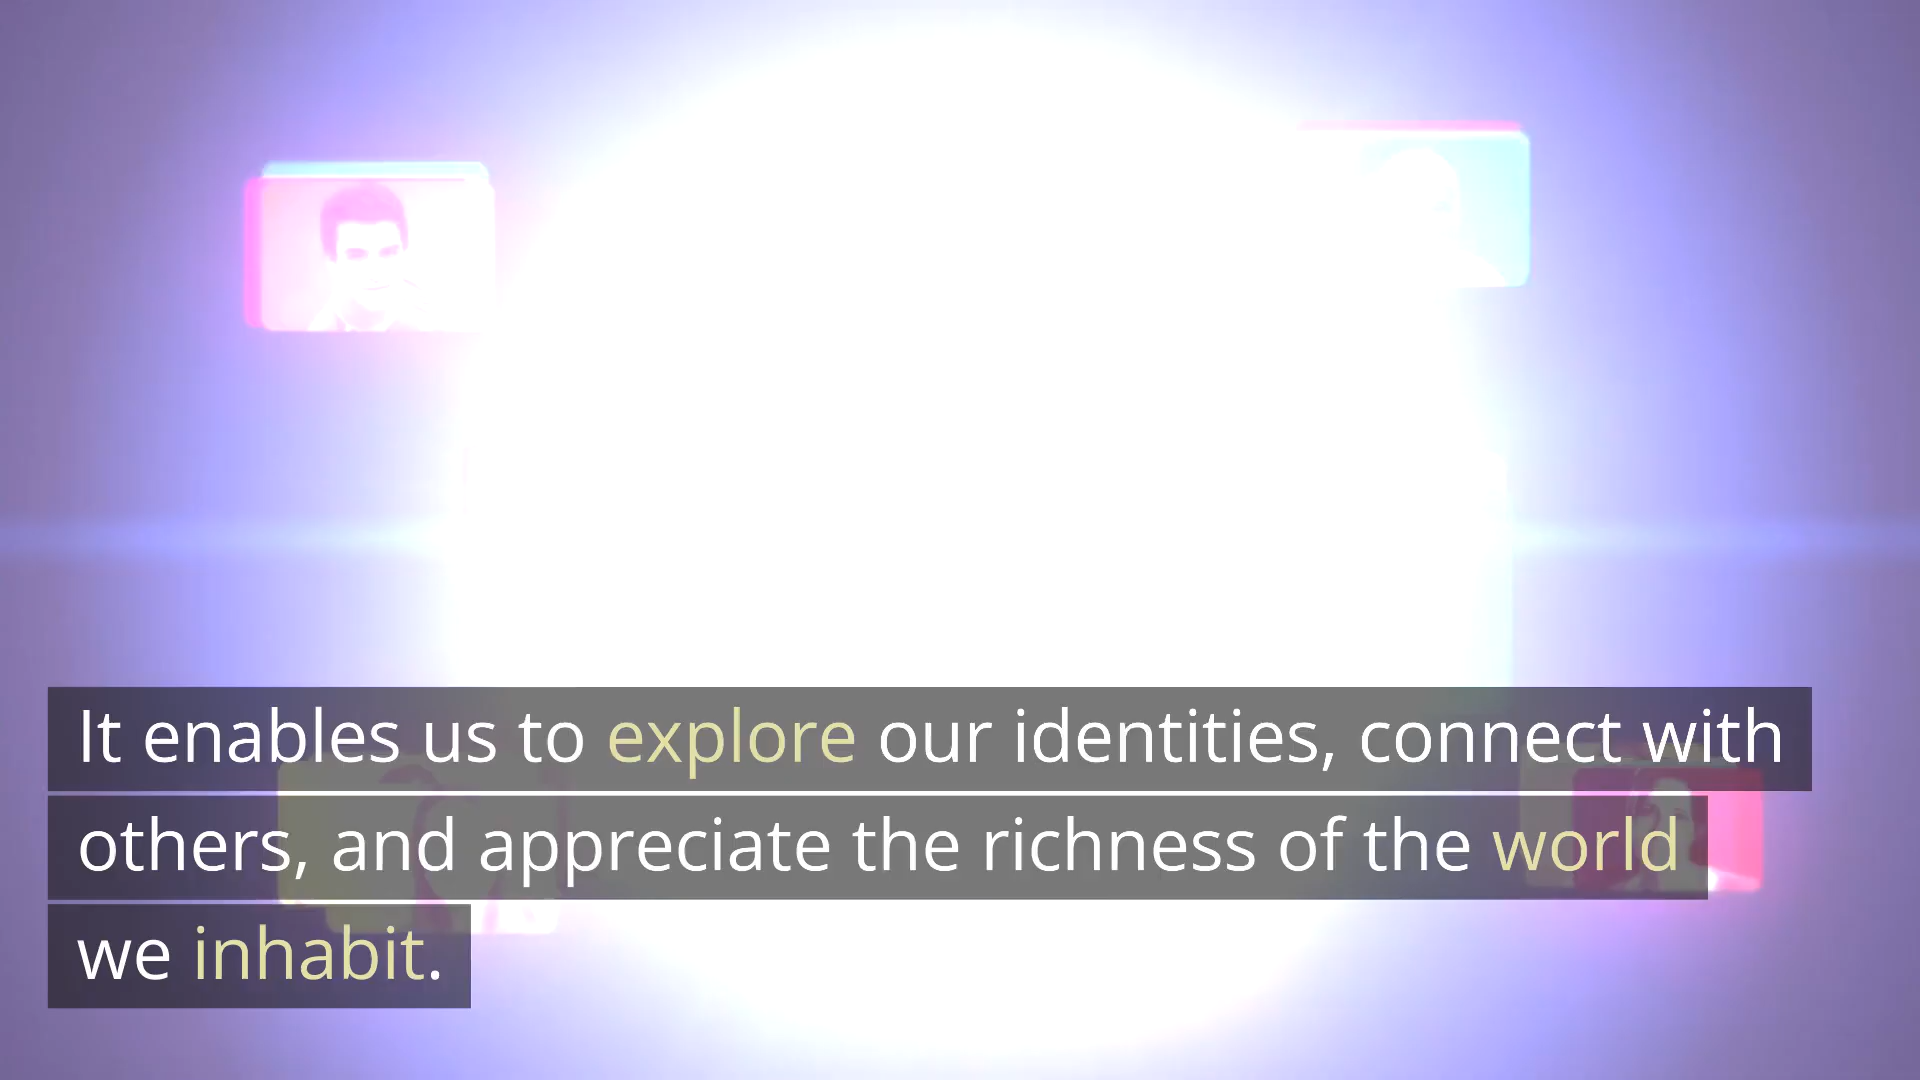 It enables us to explore our identities, connect with
others, and appreciate the richness of the world
we inhabit.